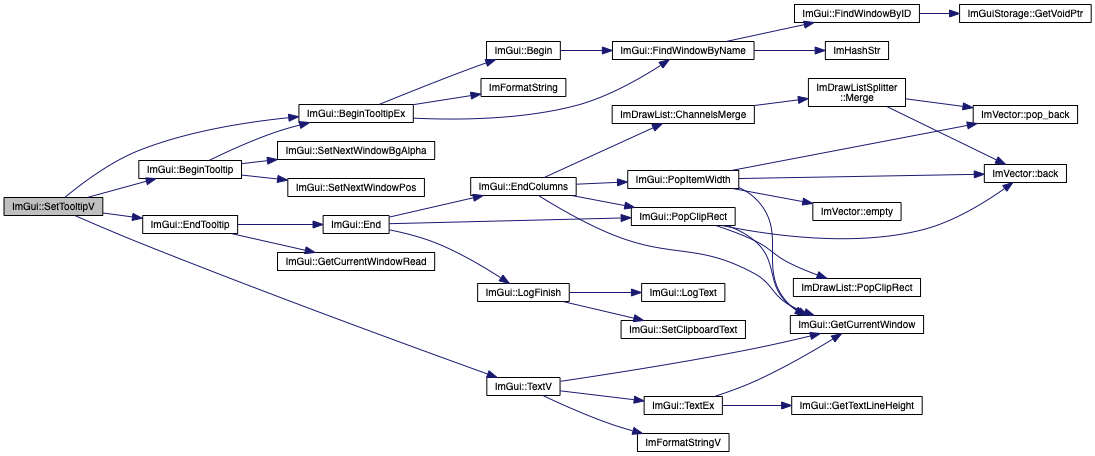 ImGui::FindWindowByID
ImGuiStorage::GetVoidPtr
ImGui::Begin
ImGui::FindWindowByName
ImHashStr
ImFormatString
ImDrawListSplitter
::Merge
ImGui::BeginTooltipEx
ImDrawList::ChannelsMerge
ImVector::pop_back
ImGui::SetNextWindowBgAlpha
ImGui::BeginTooltip
ImVector::back
ImGui::SetNextWindowPos
ImGui::EndColumns
ImGui::PopItemWidth
ImGui::SetTooltipV
ImVector::empty
ImGui::EndTooltip
ImGui::End
ImGui::PopClipRect
ImGui::GetCurrentWindowRead
ImDrawList::PopClipRect
ImGui::LogFinish
ImGui::LogText
ImGui::SetClipboardText
ImGui::GetCurrentWindow
ImGui::TextV
ImGui::TextEx
ImGui::GetTextLineHeight
ImFormatStringV